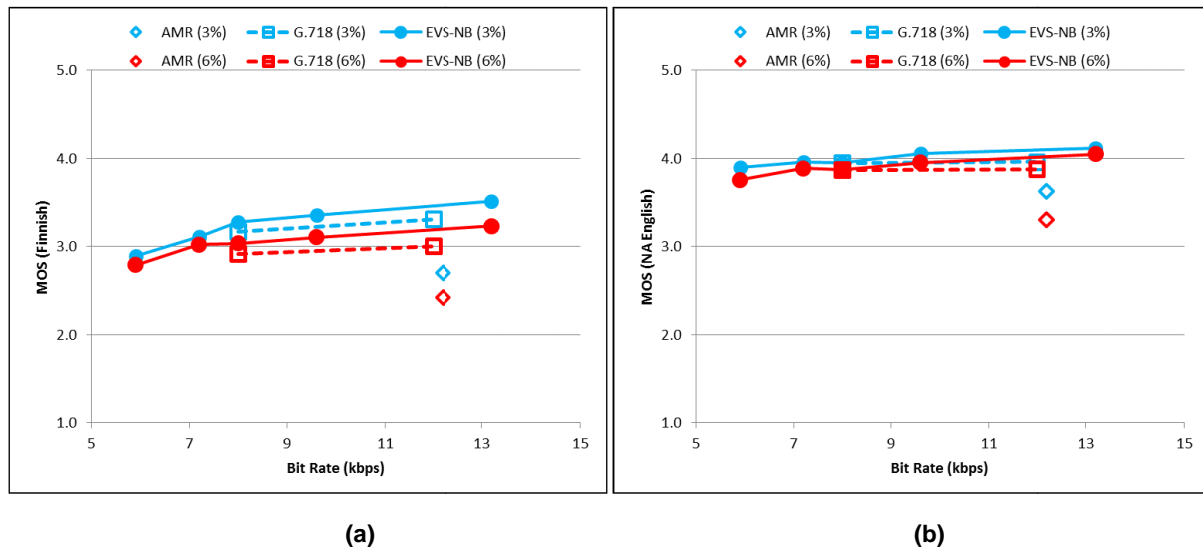 AMR (3%) G.718 (3%) EVS-NB (3%)
AMR (6%) G.718 (6%) EVS-NB (6%)
5.0
4.0
3.0
2.0
1.0
MOS (Finnish)
5 7 9 11 13 15
Bit Rate (kbps)
(a)
AMR (3%) G.718 (3%) EVS-NB (3%)
AMR (6%) G.718 (6%) EVS-NB (6%)
5.0
4.0
3.0
2.0
1.0
MOS (NA English)
5 7 9 11 13 15
Bit Rate (kbps)
(b)